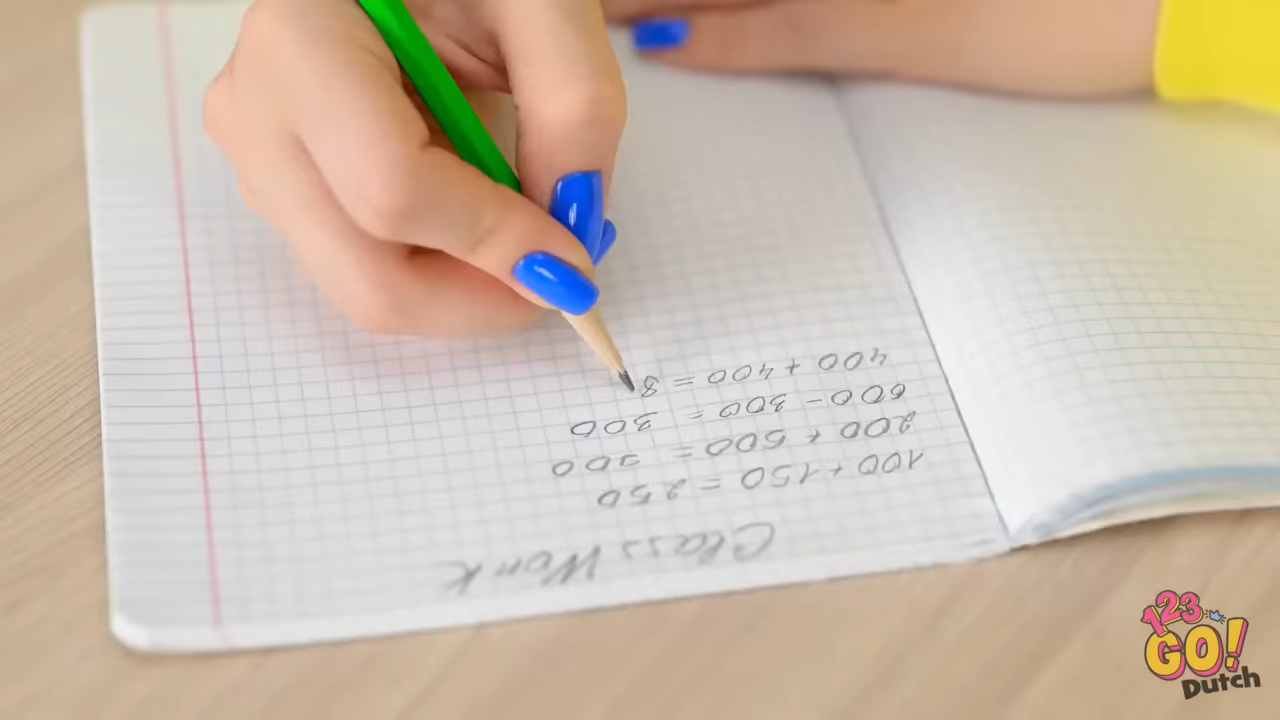 Class Work
100 + 150 = 250
200 + 500 = 700
600 - 300 = 300
400 + 400 = 8
123
GO!
Dutch